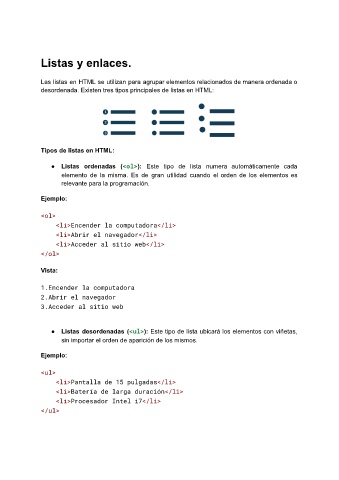 Listas y enlaces.
Las listas en HTML se utilizan para agrupar elementos relacionados de manera ordenada o
desordenada. Existen tres tipos principales de listas en HTML:
1
2
3
Tipos de listas en HTML:
● Listas ordenadas (<ol>): Este tipo de lista numera automáticamente cada
elemento de la misma. Es de gran utilidad cuando el orden de los elementos es
relevante para la programación.
Ejemplo:
<ol>
<li>Encender la computadora</li>
<li>Abrir el navegador</li>
<li>Acceder al sitio web</li>
</ol>
Vista:
1.Encender la computadora
2.Abrir el navegador
3.Acceder al sitio web
● Listas desordenadas (<ul>): Este tipo de lista ubicará los elementos con viñetas,
sin importar el orden de aparición de los mismos.
Ejemplo:
<ul>
<li>Pantalla de 15 pulgadas</li>
<li>Batería de larga duración</li>
<li>Procesador Intel i7</li>
</ul>